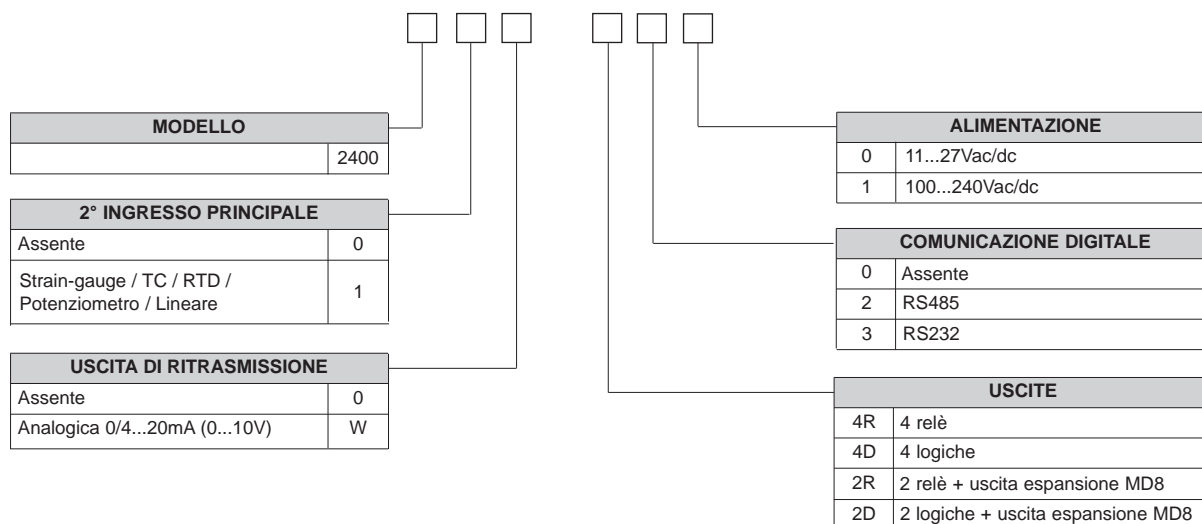 MODELLO
2400
2° INGRESSO PRINCIPALE
Assente 0
Strain-gauge / TC / RTD /
Potenziometro / Lineare 1
USCITA DI RITRASMISSIONE
Assente 0
Analogica 0/4...20mA (0...10V) W
ALIMENTAZIONE
0 11...27Vac/dc
1 100...240Vac/dc
COMUNICAZIONE DIGITALE
0 Assente
2 RS485
3 RS232
USCITE
4R 4 relè
4D 4 logiche
2R 2 relè + uscita espansione MD8
2D 2 logiche + uscita espansione MD8